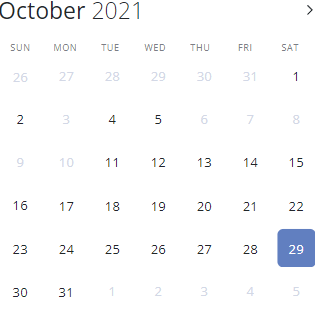 October 2021
SUN MON TUE WED THU FRI SAT
26 27 28 29 30 31 1
2 3 4 5 6 7 8
9 10 11 12 13 14 15
16 17 18 19 20 21 22
23 24 25 26 27 28 29
30 31 1 2 3 4 5